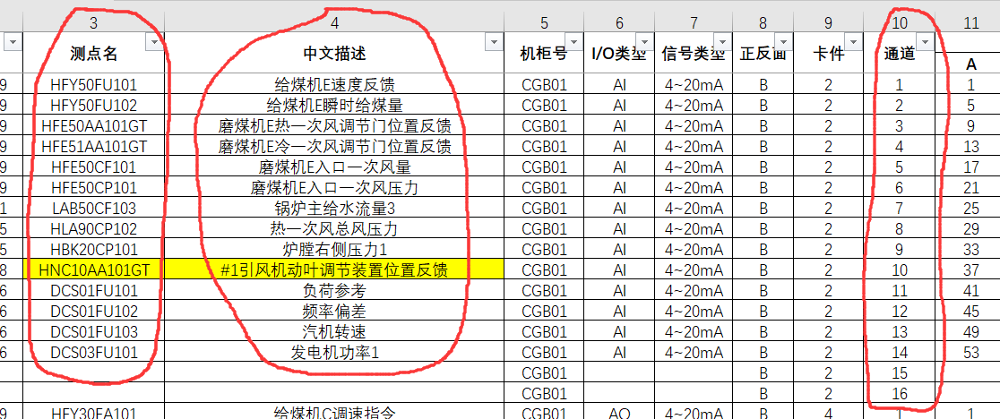 3 4 5 6 7 8 9 10 11
测点名 中文描述 机柜号 I/O类型 信号类型 正反面 卡件 通道 A
9 HFY50FU101 给煤机E速度反馈 CGB01 AI 4~20mA B 2 1 1
9 HFY50FU102 给煤机E瞬时给煤量 CGB01 AI 4~20mA B 2 2 5
9 HFE50AA101GT 磨煤机E热一次风调节门位置反馈 CGB01 AI 4~20mA B 2 3 9
9 HFE51AA101GT 磨煤机E冷一次风调节门位置反馈 CGB01 AI 4~20mA B 2 4 13
9 HFE50CF101 磨煤机E入口一次风量 CGB01 AI 4~20mA B 2 5 17
9 HFE50CP101 磨煤机E入口一次风压力 CGB01 AI 4~20mA B 2 6 21
1 LAB50CF103 锅炉主给水流量3 CGB01 AI 4~20mA B 2 7 25
5 HLA90CP102 热一次风总风压力 CGB01 AI 4~20mA B 2 8 29
5 HBK20CP101 炉膛右侧压力1 CGB01 AI 4~20mA B 2 9 33
8 HNC10AA101GT #1引风机动叶调节装置位置反馈 CGB01 AI 4~20mA B 2 10 37
6 DCS01FU101 负荷参考 CGB01 AI 4~20mA B 2 11 41
6 DCS01FU102 频率偏差 CGB01 AI 4~20mA B 2 12 45
6 DCS01FU103 汽机转速 CGB01 AI 4~20mA B 2 13 49
6 DCS03FU101 发电机功率1 CGB01 AI 4~20mA B 2 14 53
CGB01 B 2 15
CGB01 B 2 16
9 HFY30FA101 给煤机C调速指令 CGB01 AO 4~20mA B 4 1 1